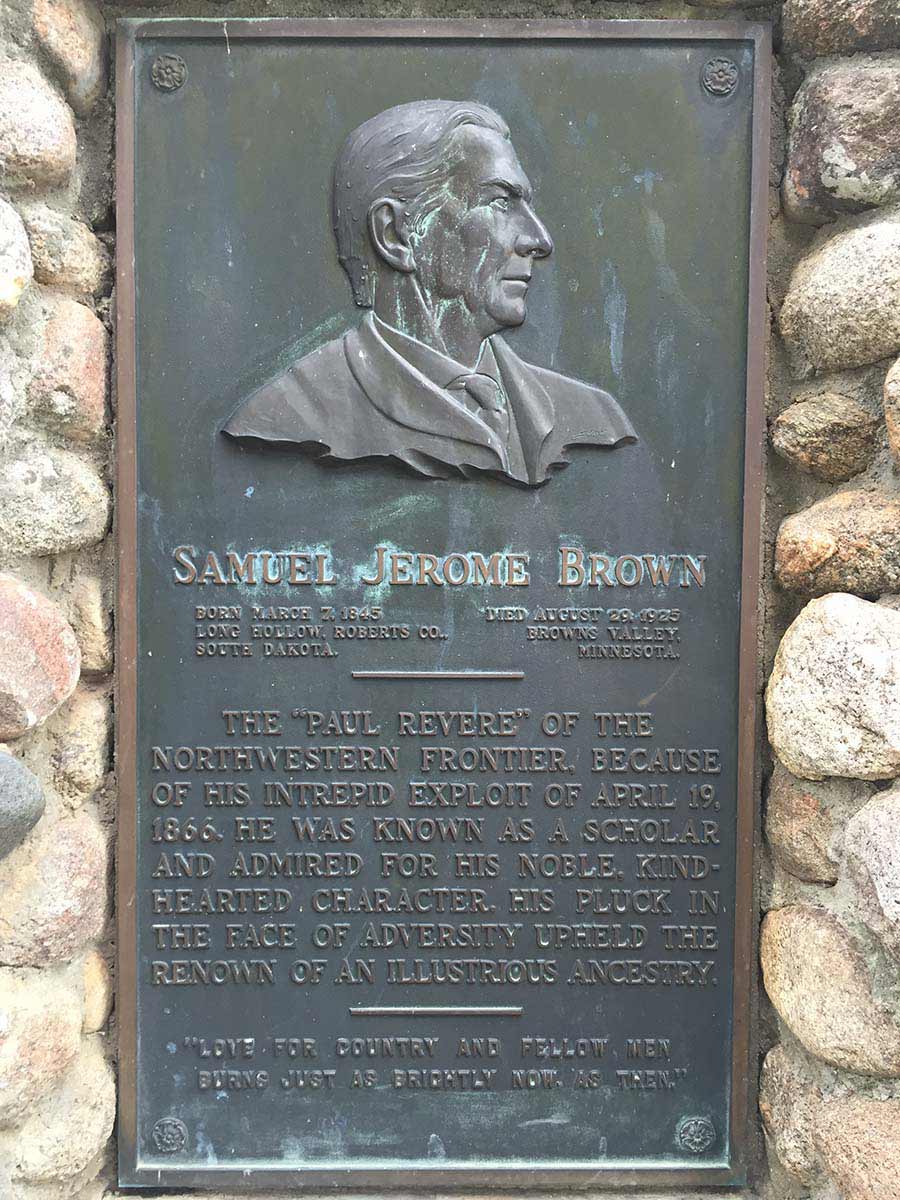 SAMUEL JEROME BROWN
BORN MARCH 7, 1845
LONG HOLLOW, ROBERTS CO.,
SOUTH DAKOTA.
DIED AUGUST 29, 1925
BROWNS VALLEY,
MINNESOTA.
THE "PAUL REVERE" OF THE
NORTHWESTERN FRONTIER, BECAUSE
OF HIS INTREPID EXPLOIT OF APRIL 19,
1866. HE WAS KNOWN AS A SCHOLAR
AND ADMIRED FOR HIS NOBLE, KIND-
HEARTED CHARACTER. HIS PLUCK IN
THE FACE OF ADVERSITY UPHELD THE
RENOWN OF AN ILLUSTRIOUS ANCESTRY.
"LOVE FOR COUNTRY AND FELLOW MEN
BURNS JUST AS BRIGHTLY NOW AS THEN."